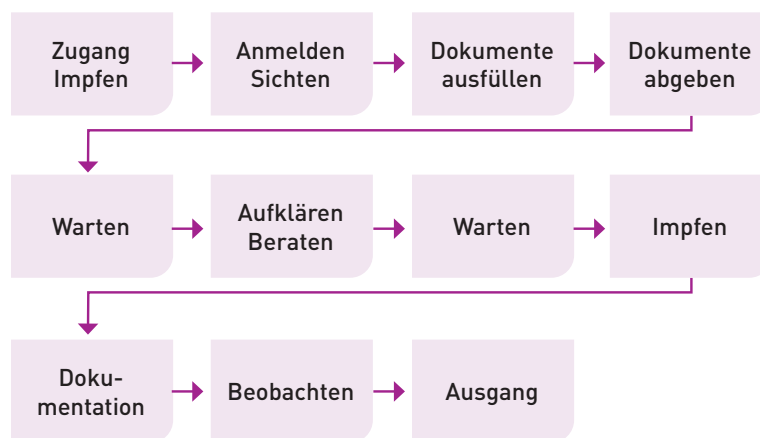 Zugang
Impfen
Anmelden
Sichten
Dokumente
ausfüllen
Dokumente
abgeben
Warten
Aufklären
Beraten
Warten
Impfen
Doku-
mentation
Beobachten
Ausgang